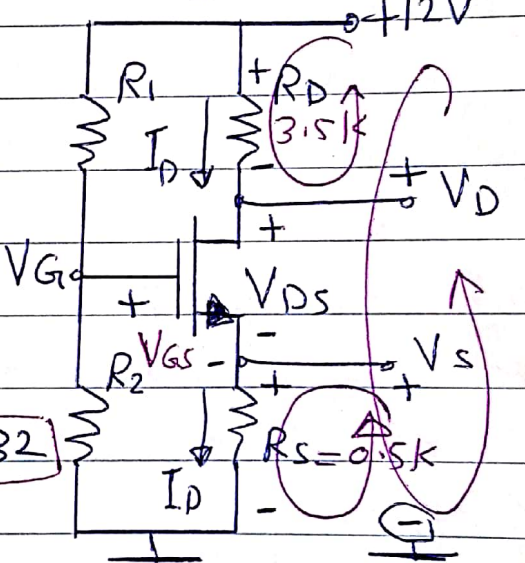 +12V
R1
+ RD
3.5K
ID
-
+ VD
+
VG
+
VDS
VGS
-
-
VS
R2
+
+
32
RS=0.5K
ID
-
-